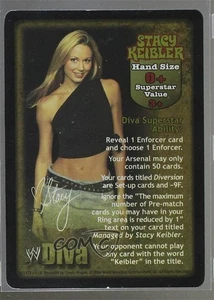 STACY
KEIBLER
Hand Size
0+
Superstar
Value
Diva Superstar
Ability:
Reveal 1 Enforcer card
and choose 1 Enforcer.
Your Arsenal may only
contain 50 cards.
Your cards titled Diversion
are Set-up cards and -9F.
Ignore the "The maximum
number of Pre-match
cards you may have in your
Ring area is reduced by 1"
text on your card titled
Managed by Stacy Keibler.
Your opponent cannot play
any card with the word
"Keibler" in the title.
Stacy
Diva